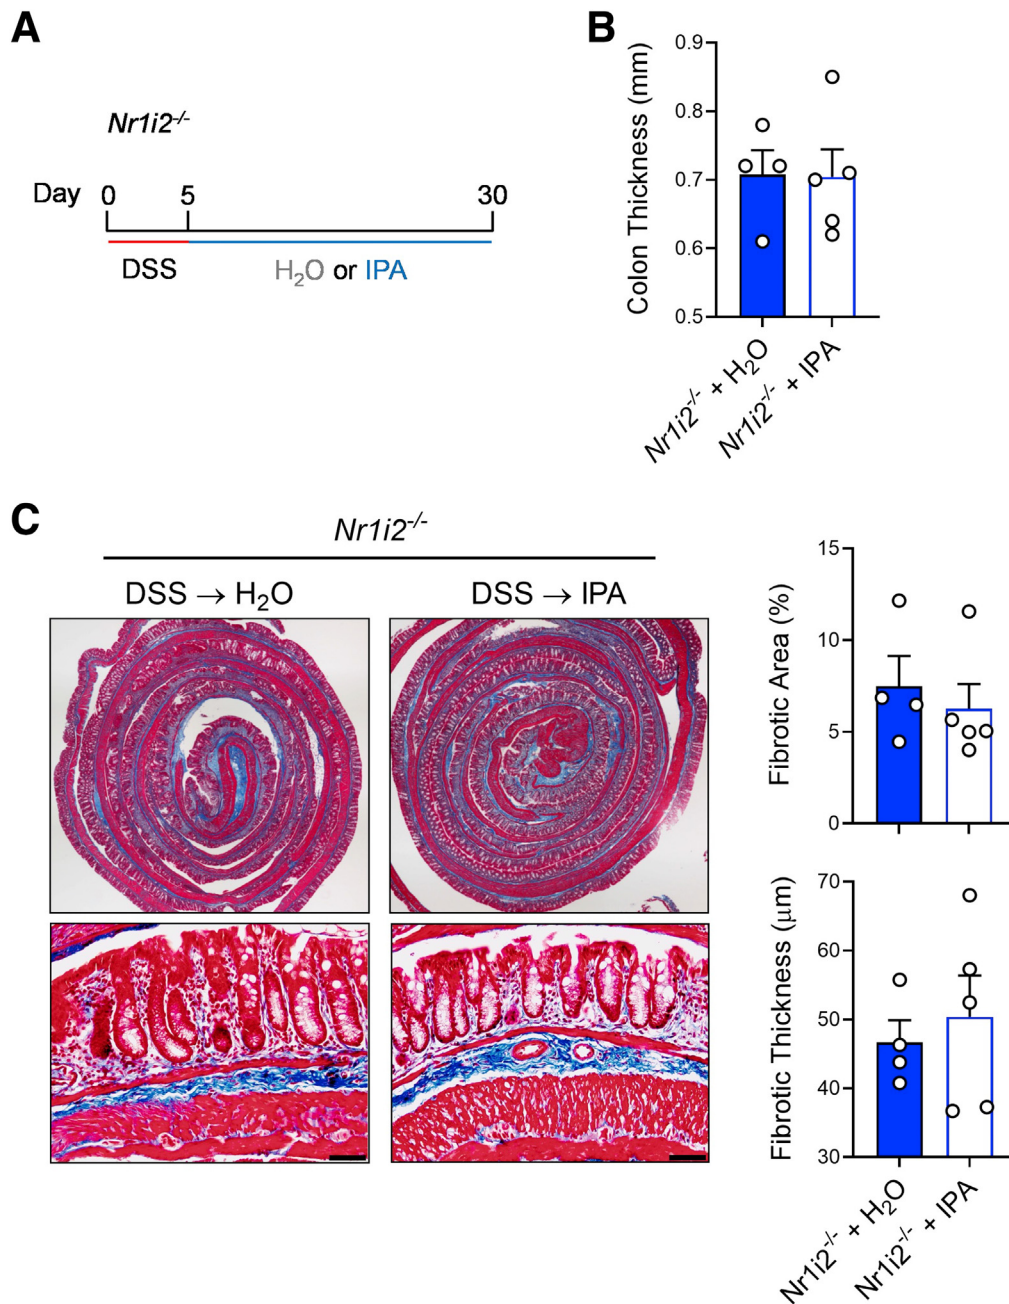 A
Nr1i2⁻/⁻
Day 0 5 30
DSS H₂O or IPA
B
Colon Thickness (mm)
0.9
0.8
0.7
0.6
0.5
Nr1i2⁻/⁻ + H₂O
Nr1i2⁻/⁻ + IPA
C
Nr1i2⁻/⁻
DSS → H₂O
DSS → IPA
Fibrotic Area (%)
15
10
5
0
Fibrotic Thickness (μm)
70
60
50
40
30
Nr1i2⁻/⁻ + H₂O
Nr1i2⁻/⁻ + IPA